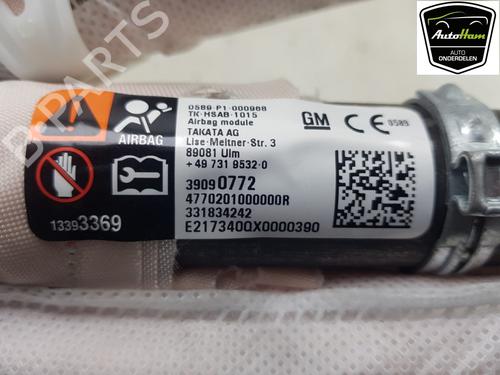 AutoHam
AUTO
ONDERDELEN
B PARTS
AIRBAG
13393369
0589-P1-000968
TK-HSAB-1015
Airbag module
TAKATA AG
Lise-Meitner-Str. 3
89081 Ulm
+49 731 9532-0
GM
CE 0589
39090772
4770201000000R
331834242
E217340QX0000390